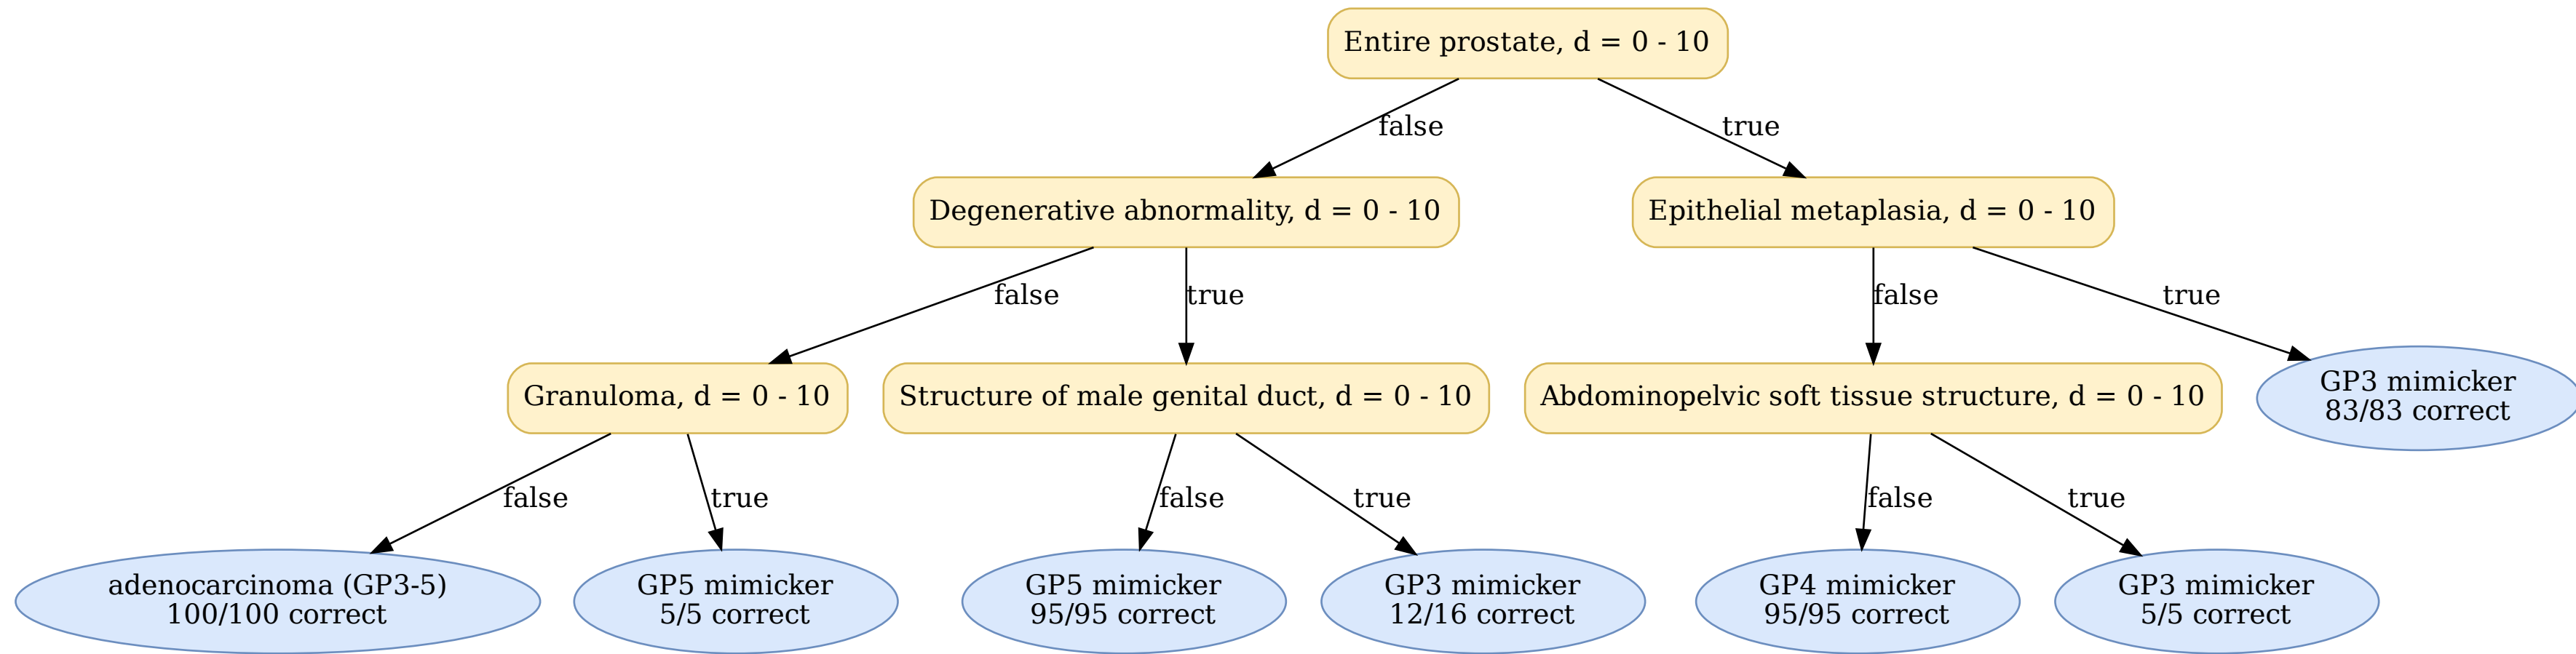 Entire prostate, d = 0 - 10
false
true
Degenerative abnormality, d = 0 - 10
Epithelial metaplasia, d = 0 - 10
false
true
false
true
Granuloma, d = 0 - 10
Structure of male genital duct, d = 0 - 10
Abdominopelvic soft tissue structure, d = 0 - 10
GP3 mimicker
83/83 correct
false
true
false
true
false
true
adenocarcinoma (GP3-5)
100/100 correct
GP5 mimicker
5/5 correct
GP5 mimicker
95/95 correct
GP3 mimicker
12/16 correct
GP4 mimicker
95/95 correct
GP3 mimicker
5/5 correct